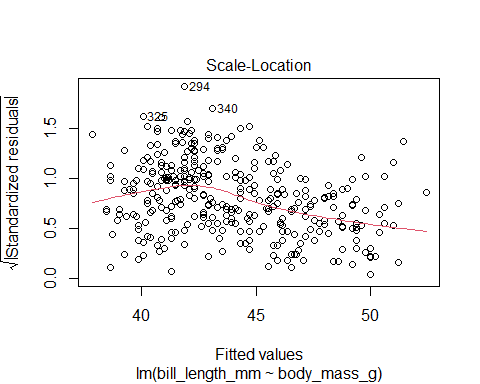 Scale-Location
√|Standardized residuals|
1.5
1.0
0.5
0.0
294
325
340
40
45
50
Fitted values
lm(bill_length_mm ~ body_mass_g)